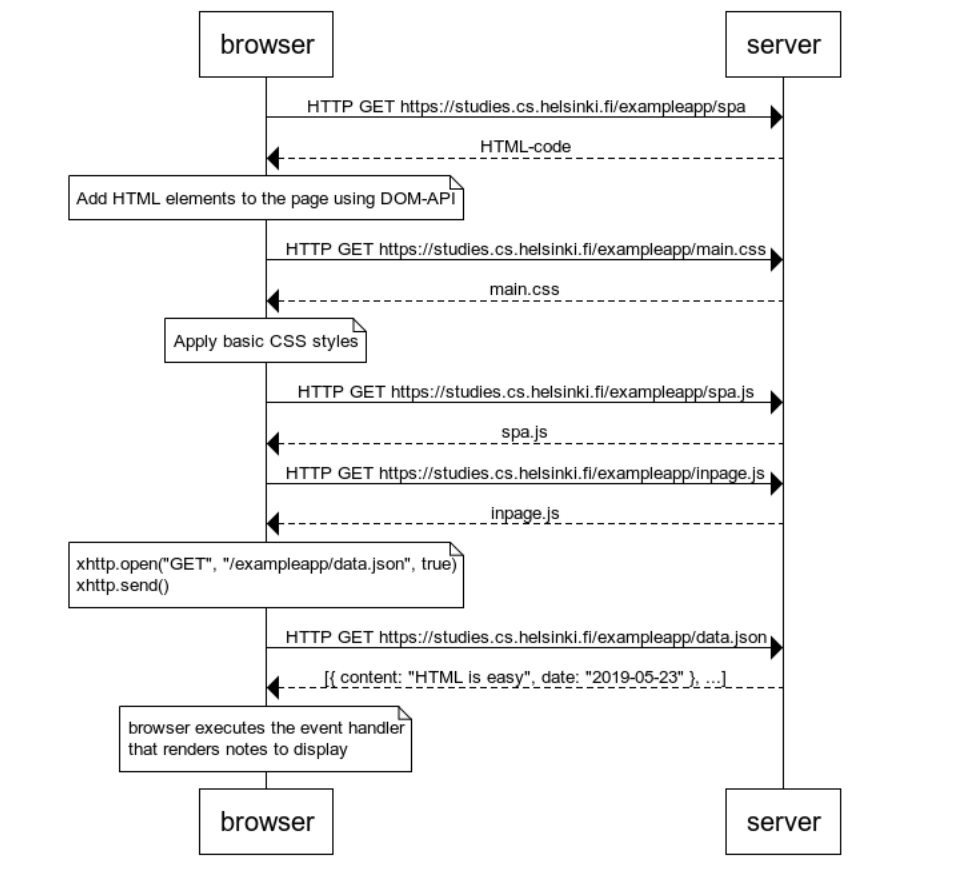 browser
server
HTTP GET https://studies.cs.helsinki.fi/exampleapp/spa
HTML-code
Add HTML elements to the page using DOM-API
HTTP GET https://studies.cs.helsinki.fi/exampleapp/main.css
main.css
Apply basic CSS styles
HTTP GET https://studies.cs.helsinki.fi/exampleapp/spa.js
spa.js
HTTP GET https://studies.cs.helsinki.fi/exampleapp/inpage.js
inpage.js
xhttp.open("GET", "/exampleapp/data.json", true)
xhttp.send()
HTTP GET https://studies.cs.helsinki.fi/exampleapp/data.json
[{ content: "HTML is easy", date: "2019-05-23" }, ...]
browser executes the event handler
that renders notes to display
browser
server